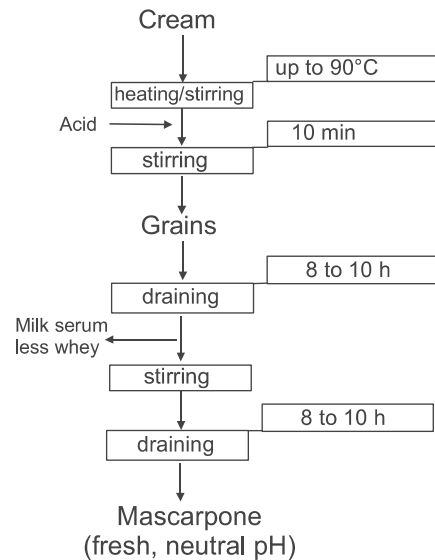 Cream
up to 90°C
heating/stirring
Acid
10 min
stirring
Grains
8 to 10 h
draining
Milk serum
less whey
stirring
8 to 10 h
draining
Mascarpone
(fresh, neutral pH)